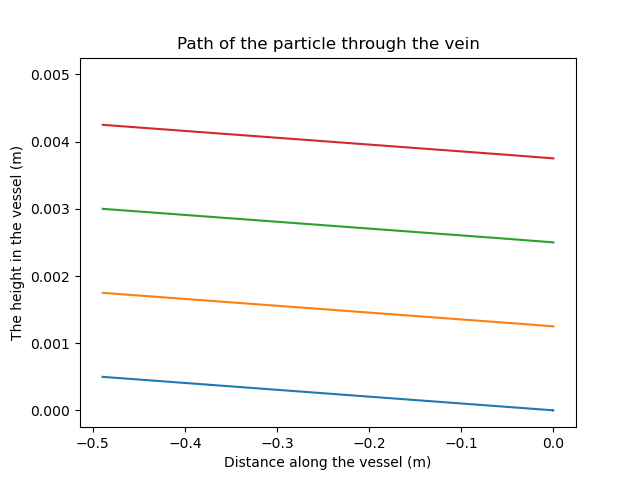 Path of the particle through the vein
0.005
0.004
0.003
0.002
0.001
0.000
The height in the vessel (m)
−0.5 −0.4 −0.3 −0.2 −0.1 0.0
Distance along the vessel (m)